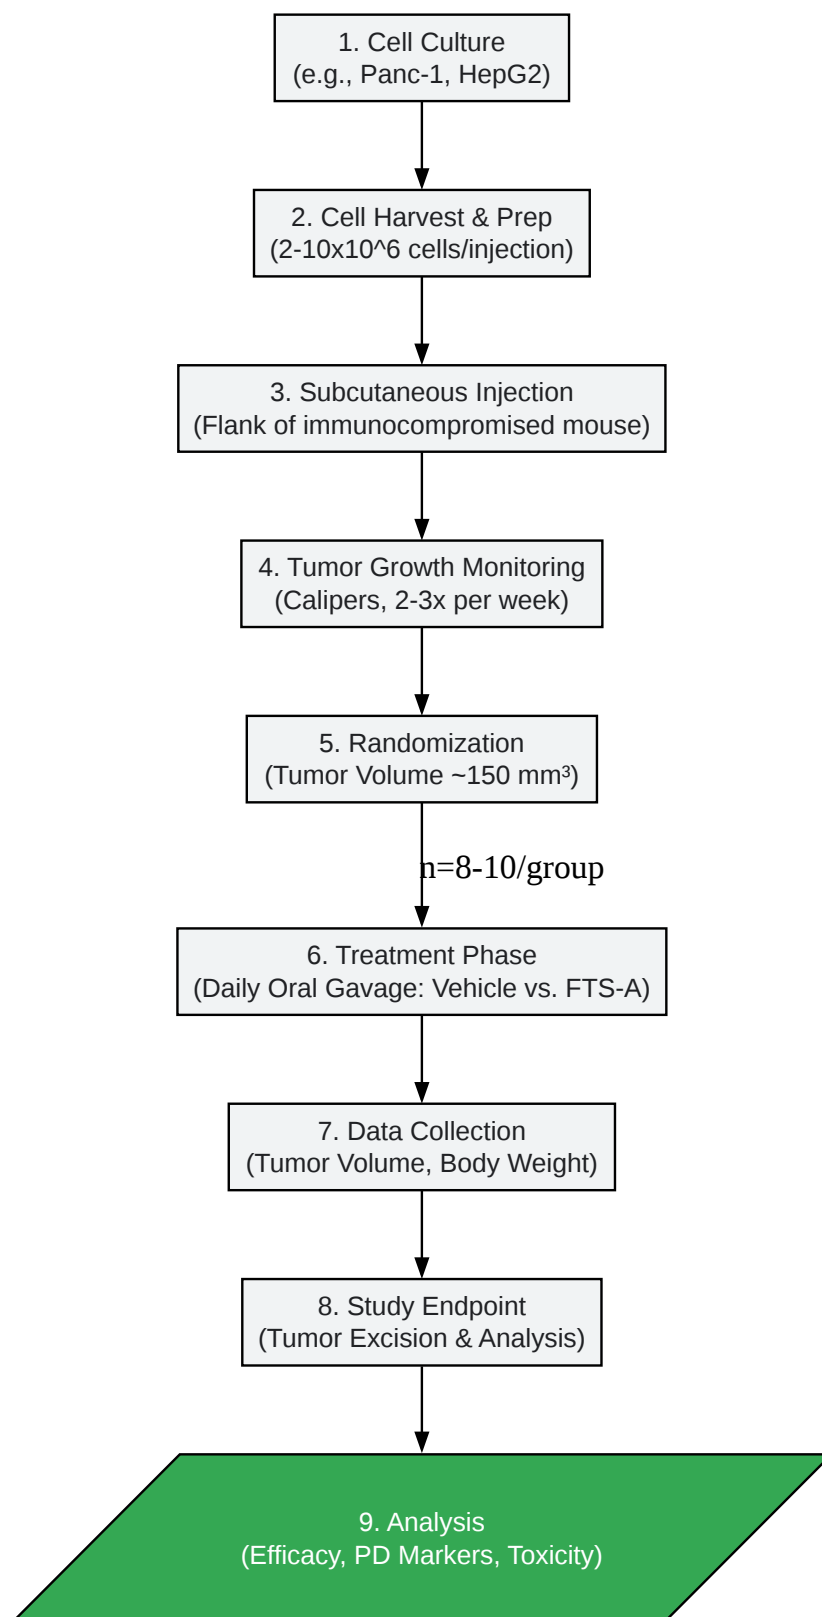 1. Cell Culture
(e.g., Panc-1, HepG2)
2. Cell Harvest & Prep
(2-10x10^6 cells/injection)
3. Subcutaneous Injection
(Flank of immunocompromised mouse)
4. Tumor Growth Monitoring
(Calipers, 2-3x per week)
5. Randomization
(Tumor Volume ~150 mm³)
n=8-10/group
6. Treatment Phase
(Daily Oral Gavage: Vehicle vs. FTS-A)
7. Data Collection
(Tumor Volume, Body Weight)
8. Study Endpoint
(Tumor Excision & Analysis)
9. Analysis
(Efficacy, PD Markers, Toxicity)